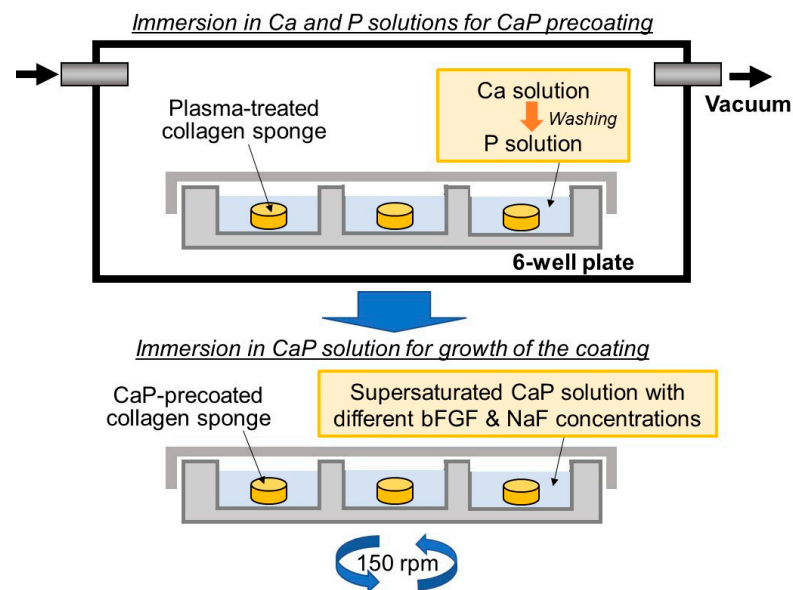 Immersion in Ca and P solutions for CaP precoating
Plasma-treated
collagen sponge
Ca solution
Washing
P solution
Vacuum
6-well plate
Immersion in CaP solution for growth of the coating
CaP-precoated
collagen sponge
Supersaturated CaP solution with
different bFGF & NaF concentrations
150 rpm